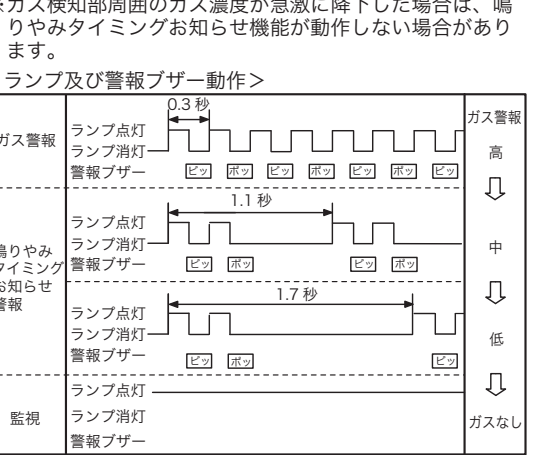 ※ガス検知部周囲のガス濃度が急激に降下した場合は、鳴
りやみタイミングお知らせ機能が動作しない場合があり
ます。
ランプ及び警報ブザー動作＞
0.3 秒
ガス警報
ランプ点灯
ランプ消灯
警報ブザー
ピッ ポッ ピッ ポッ ピッ ポッ ピッ
ガス警報
高
1.1 秒
鳴りやみ
タイミング
お知らせ
警報
ランプ点灯
ランプ消灯
警報ブザー
ピッ ポッ ピッ ポッ
中
1.7 秒
ランプ点灯
ランプ消灯
警報ブザー
ピッ ポッ ピッ
低
監視
ランプ点灯
ランプ消灯
警報ブザー
ガスなし